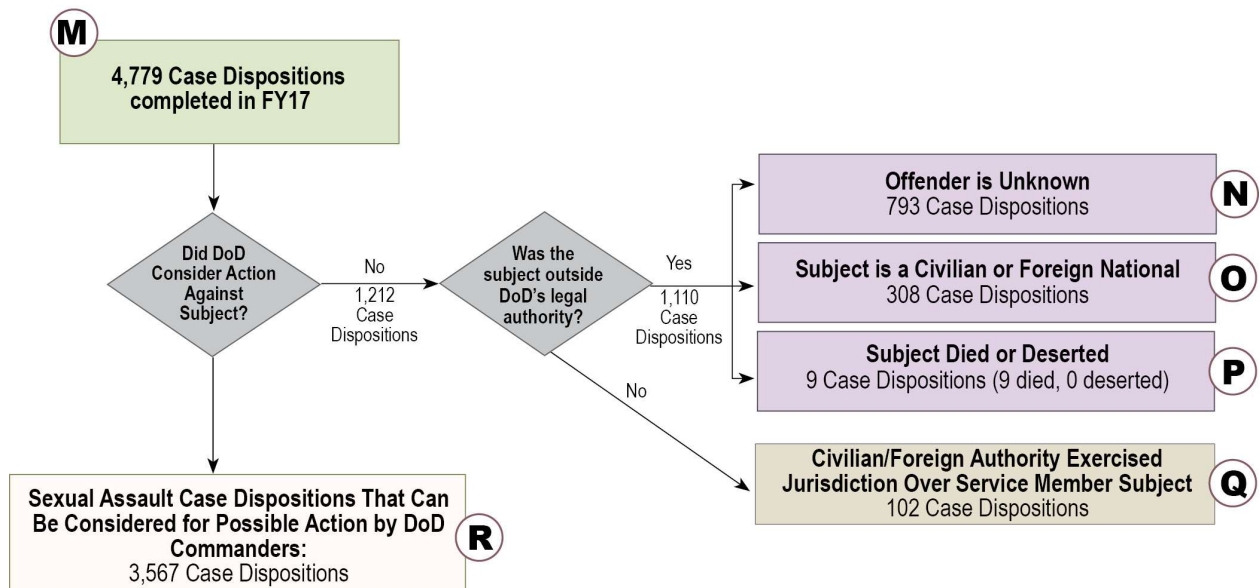 M
4,779 Case Dispositions
completed in FY17
Did DoD
Consider Action
Against
Subject?
No
1,212
Case
Dispositions
Was the
subject outside
DoD's legal
authority?
Yes
1,110
Case
Dispositions
No
Offender is Unknown
793 Case Dispositions
N
Subject is a Civilian or Foreign National
308 Case Dispositions
O
Subject Died or Deserted
9 Case Dispositions (9 died, 0 deserted)
P
Civilian/Foreign Authority Exercised
Jurisdiction Over Service Member Subject
102 Case Dispositions
Q
Sexual Assault Case Dispositions That Can
Be Considered for Possible Action by DoD
Commanders:
3,567 Case Dispositions
R